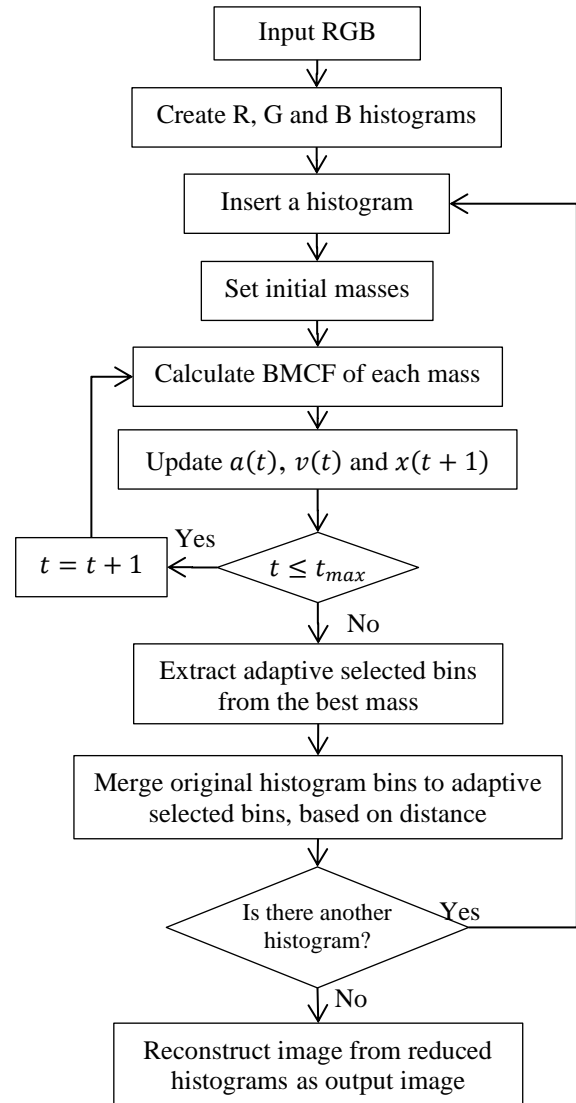 Input RGB
Create R, G and B histograms
Insert a histogram
Set initial masses
Calculate BMCF of each mass
Update a(t), v(t) and x(t + 1)
Yes
t = t + 1
t ≤ t_max
No
Extract adaptive selected bins
from the best mass
Merge original histogram bins to adaptive
selected bins, based on distance
Is there another
histogram?
Yes
No
Reconstruct image from reduced
histograms as output image